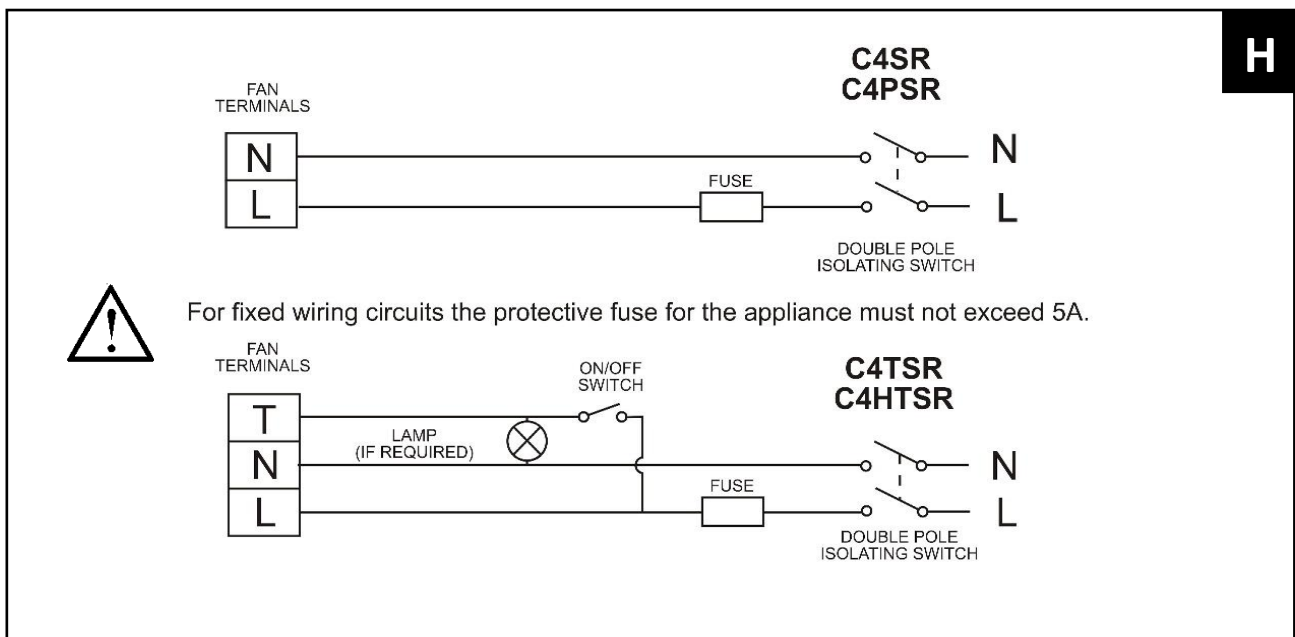 H
C4SR
C4PSR
FAN
TERMINALS
N
N
FUSE
L
L
DOUBLE POLE
ISOLATING SWITCH
For fixed wiring circuits the protective fuse for the appliance must not exceed 5A.
FAN
TERMINALS
ON/OFF
SWITCH
C4TSR
C4HTSR
T
LAMP
(IF REQUIRED)
N
N
FUSE
L
L
DOUBLE POLE
ISOLATING SWITCH